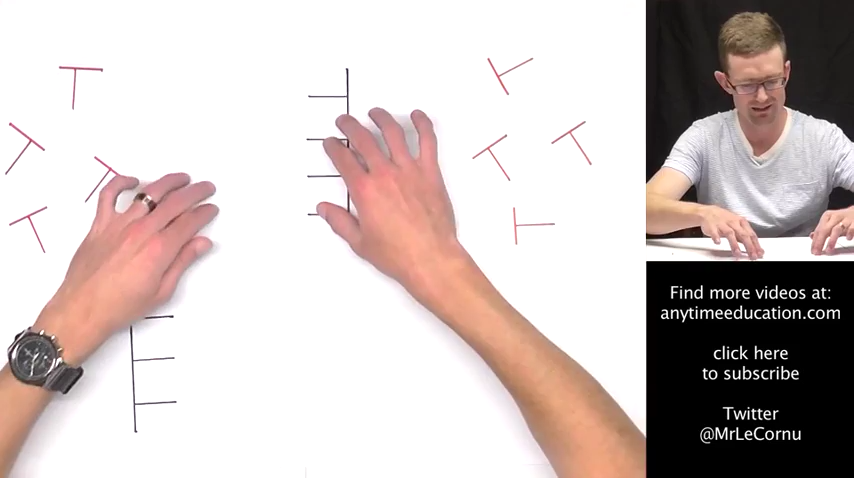 Find more videos at:
anytimeeducation.com
click here
to subscribe
Twitter
@MrLeCornu